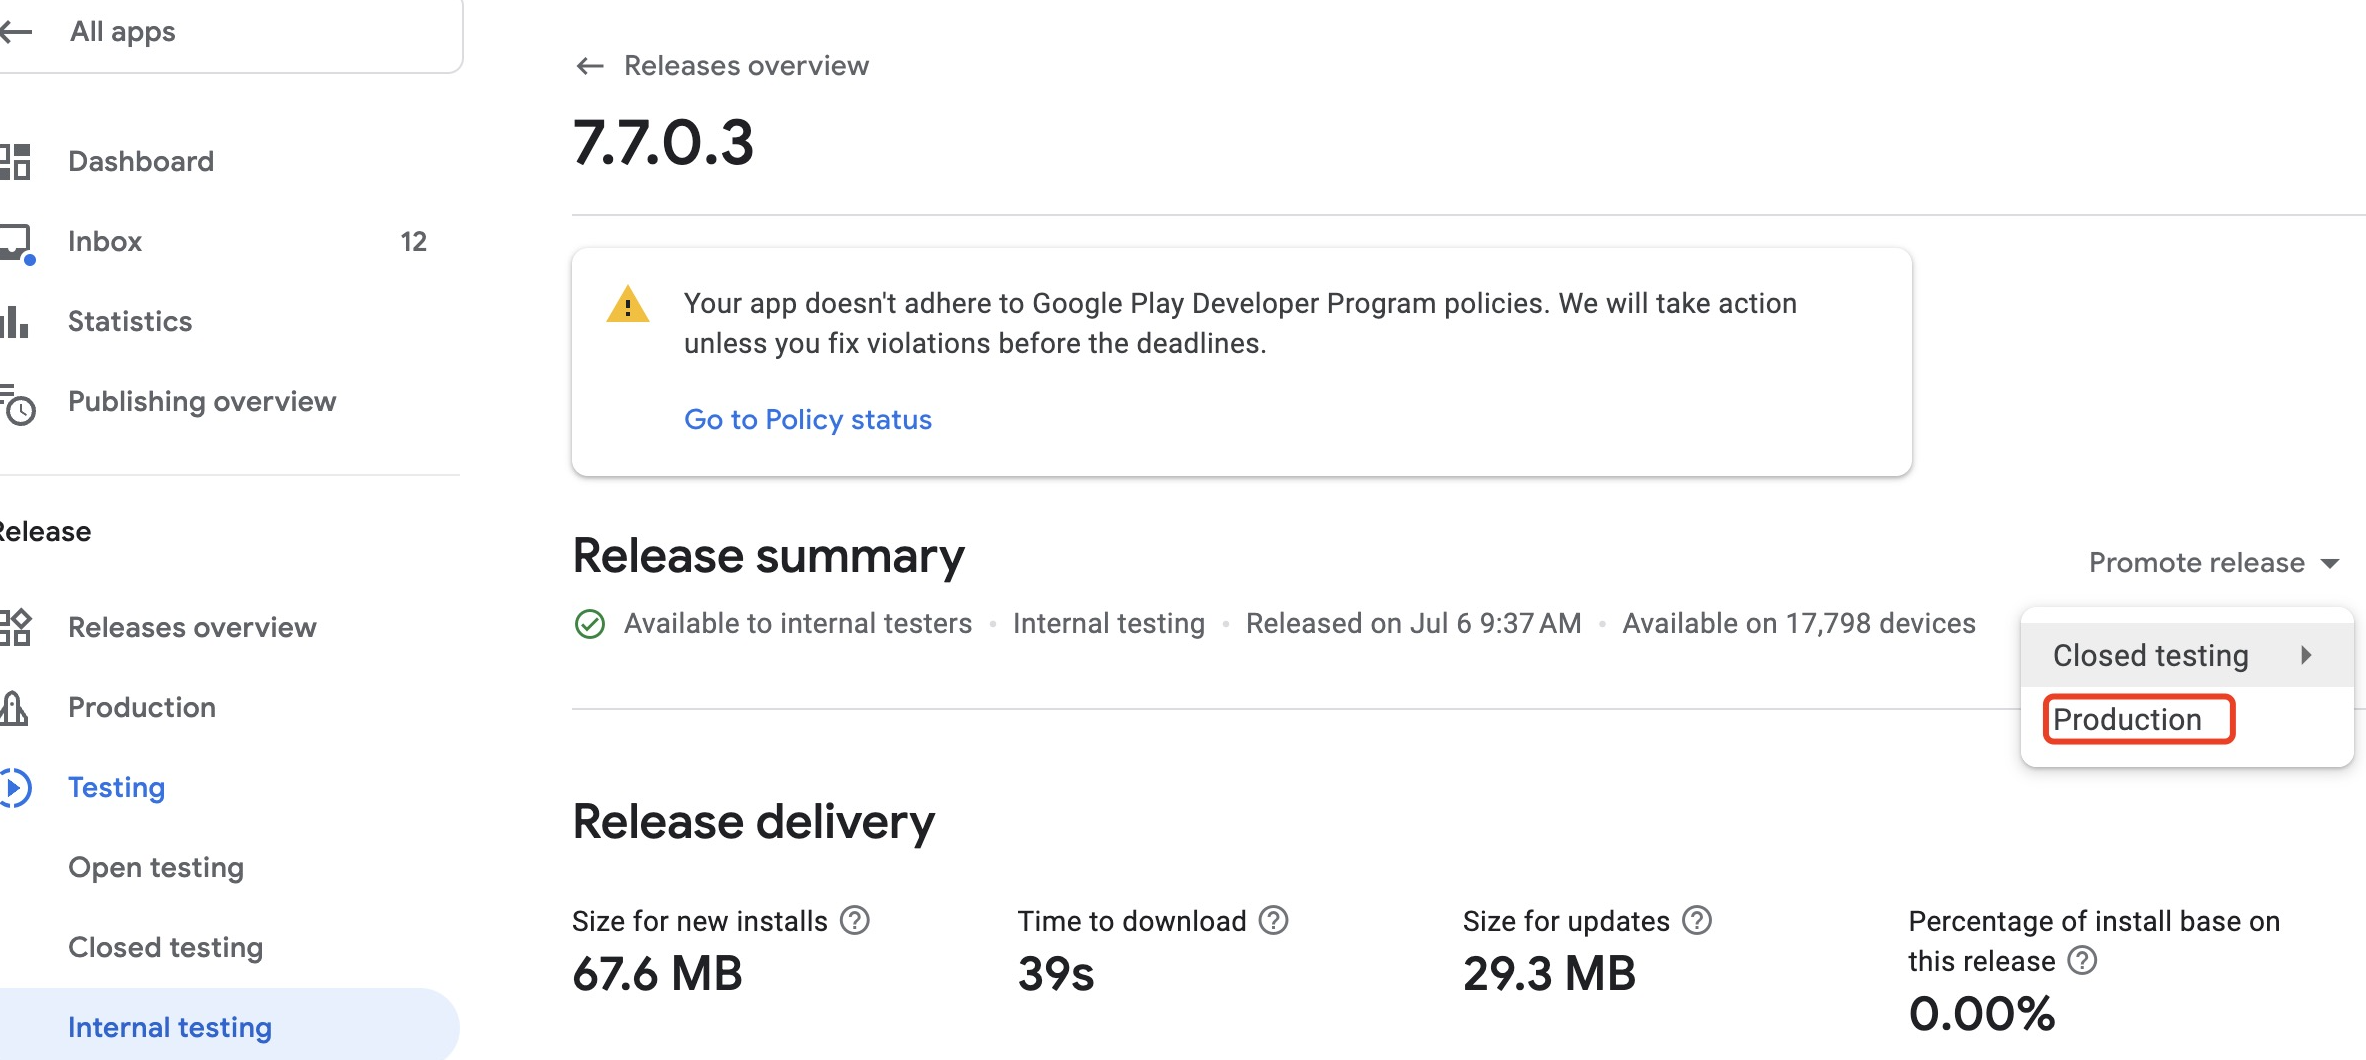 All apps
Dashboard
Inbox 12
Statistics
Publishing overview
Release
Releases overview
Production
Testing
Open testing
Closed testing
Internal testing
Releases overview
7.7.0.3
Your app doesn't adhere to Google Play Developer Program policies. We will take action
unless you fix violations before the deadlines.
Go to Policy status
Release summary
Promote release
Available to internal testers • Internal testing • Released on Jul 6 9:37 AM • Available on 17,798 devices
Closed testing
Production
Release delivery
Size for new installs
67.6 MB
Time to download
39s
Size for updates
29.3 MB
Percentage of install base on
this release
0.00%